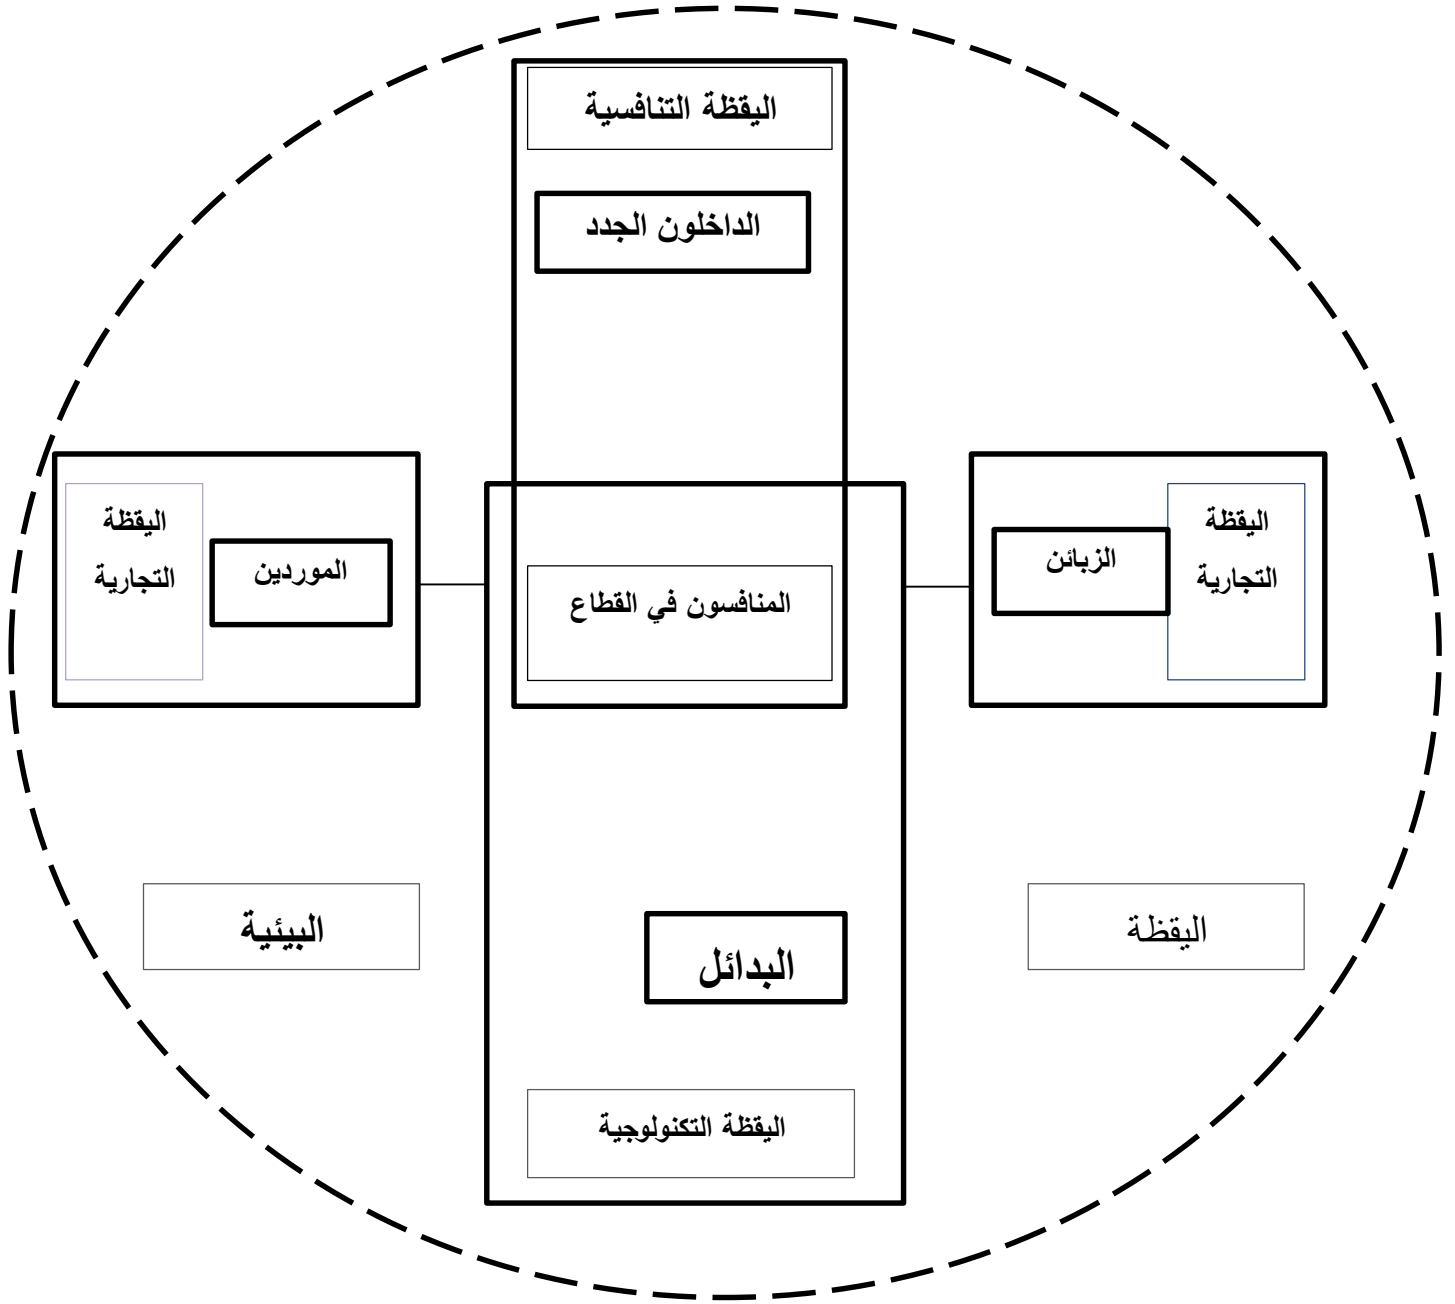 اليقظة التنافسية
الداخلون الجدد
اليقظة
التجارية
الزبائن
المنافسون في القطاع
الموردين
اليقظة
التجارية
اليقظة
البيئية
البدائل
اليقظة التكنولوجية